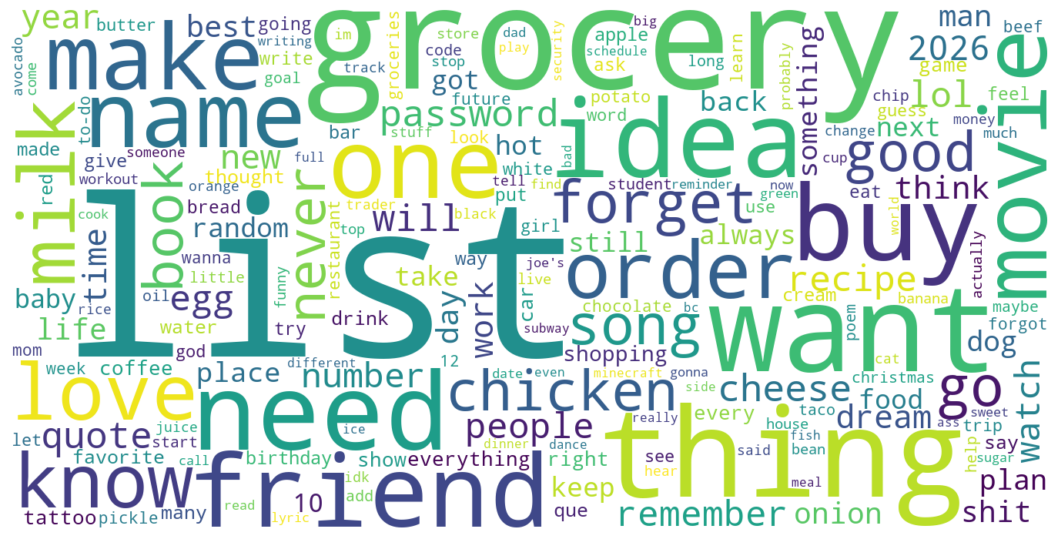 year
butter
best
going
im
dad
store
big
apple
man
beef
avocado
come
make
writing
write
goal
code
stop
play
groceries
grocery
ask
security
long
learn
schedule
probably
something
2026
game
movie
track
got
milk
to-do
name
future
password
potato
word
back
chip
lol
feel
guess
next
money
made
stuff
look
hot
idea
change
much
good
give
someone
new
full
bar
one
white
bad
cup
workout
thought
tell
find
student
reminder
now
green
eat
think
red
book
orange
never
restaurant
trader
put
forget
use
world
buy
cook
bread
random
will
top
black
girl
list
time
wanna
funny
take
way
joe's
live
car
still
always
actually
baby
oil
egg
little
rice
day
work
order
recipe
life
water
try
drink
chocolate
cream
banana
subway
song
bc
want
poem
maybe
forgot
mom
god
different
12
shopping
dog
week
coffee
place
number
date
even
minecraft
gonna
cat
christmas
watch
love
need
chicken
side
cheese
food
go
let
quote
juice
start
ice
people
really
every
taco
house
dream
ass
sweet
trip
favorite
call
birthday
show
everything
dinner
dance
right
see
hear
said
fish
bean
say
help
sugar
know
friend
idk
add
keep
thing
meal
plan
tattoo
pickle
many
read
10
lyric
que
remember
onion
shit